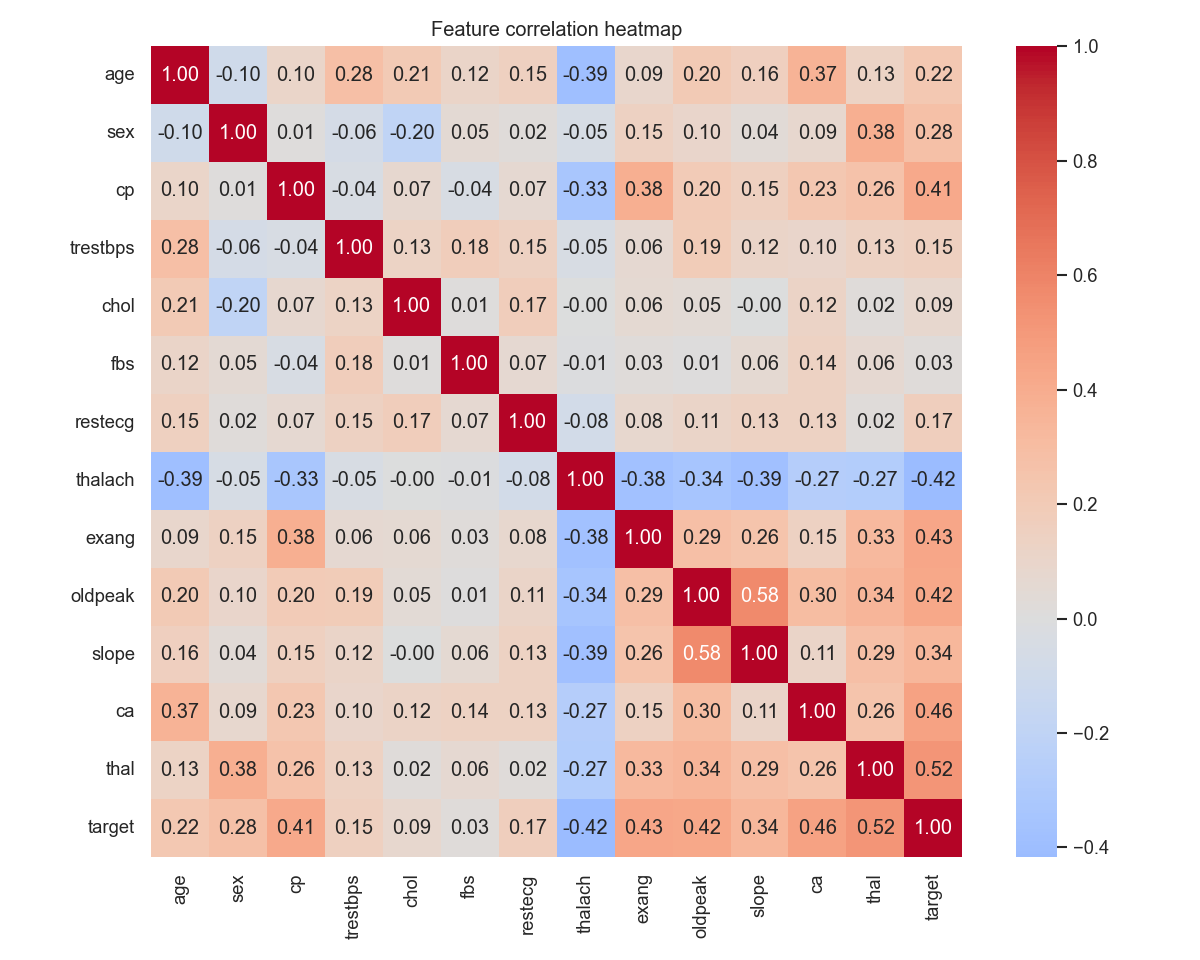 Feature correlation heatmap
age 1.00 -0.10 0.10 0.28 0.21 0.12 0.15 -0.39 0.09 0.20 0.16 0.37 0.13 0.22
sex -0.10 1.00 0.01 -0.06 -0.20 0.05 0.02 -0.05 0.15 0.10 0.04 0.09 0.38 0.28
cp 0.10 0.01 1.00 -0.04 0.07 -0.04 0.07 -0.33 0.38 0.20 0.15 0.23 0.26 0.41
trestbps 0.28 -0.06 -0.04 1.00 0.13 0.18 0.15 -0.05 0.06 0.19 0.12 0.10 0.13 0.15
chol 0.21 -0.20 0.07 0.13 1.00 0.01 0.17 -0.00 0.06 0.05 -0.00 0.12 0.02 0.09
fbs 0.12 0.05 -0.04 0.18 0.01 1.00 0.07 -0.01 0.03 0.01 0.06 0.14 0.06 0.03
restecg 0.15 0.02 0.07 0.15 0.17 0.07 1.00 -0.08 0.08 0.11 0.13 0.13 0.02 0.17
thalach -0.39 -0.05 -0.33 -0.05 -0.00 -0.01 -0.08 1.00 -0.38 -0.34 -0.39 -0.27 -0.27 -0.42
exang 0.09 0.15 0.38 0.06 0.06 0.03 0.08 -0.38 1.00 0.29 0.26 0.15 0.33 0.43
oldpeak 0.20 0.10 0.20 0.19 0.05 0.01 0.11 -0.34 0.29 1.00 0.58 0.30 0.34 0.42
slope 0.16 0.04 0.15 0.12 -0.00 0.06 0.13 -0.39 0.26 0.58 1.00 0.11 0.29 0.34
ca 0.37 0.09 0.23 0.10 0.12 0.14 0.13 -0.27 0.15 0.30 0.11 1.00 0.26 0.46
thal 0.13 0.38 0.26 0.13 0.02 0.06 0.02 -0.27 0.33 0.34 0.29 0.26 1.00 0.52
target 0.22 0.28 0.41 0.15 0.09 0.03 0.17 -0.42 0.43 0.42 0.34 0.46 0.52 1.00
age sex cp trestbps chol fbs restecg thalach exang oldpeak slope ca thal target
1.0
0.8
0.6
0.4
0.2
0.0
−0.2
−0.4